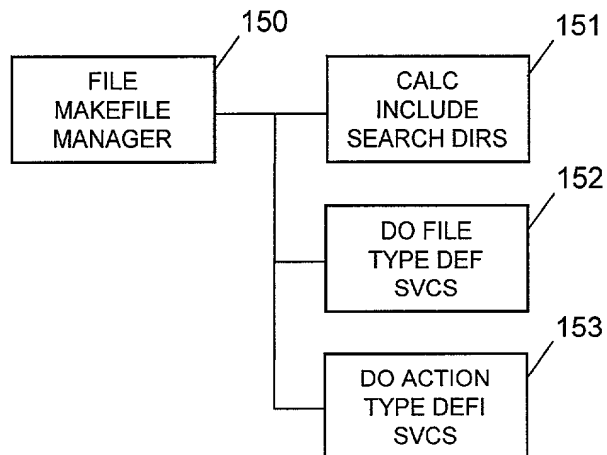 150
FILE
MAKEFILE
MANAGER
151
CALC
INCLUDE
SEARCH DIRS
152
DO FILE
TYPE DEF
SVCS
153
DO ACTION
TYPE DEFI
SVCS